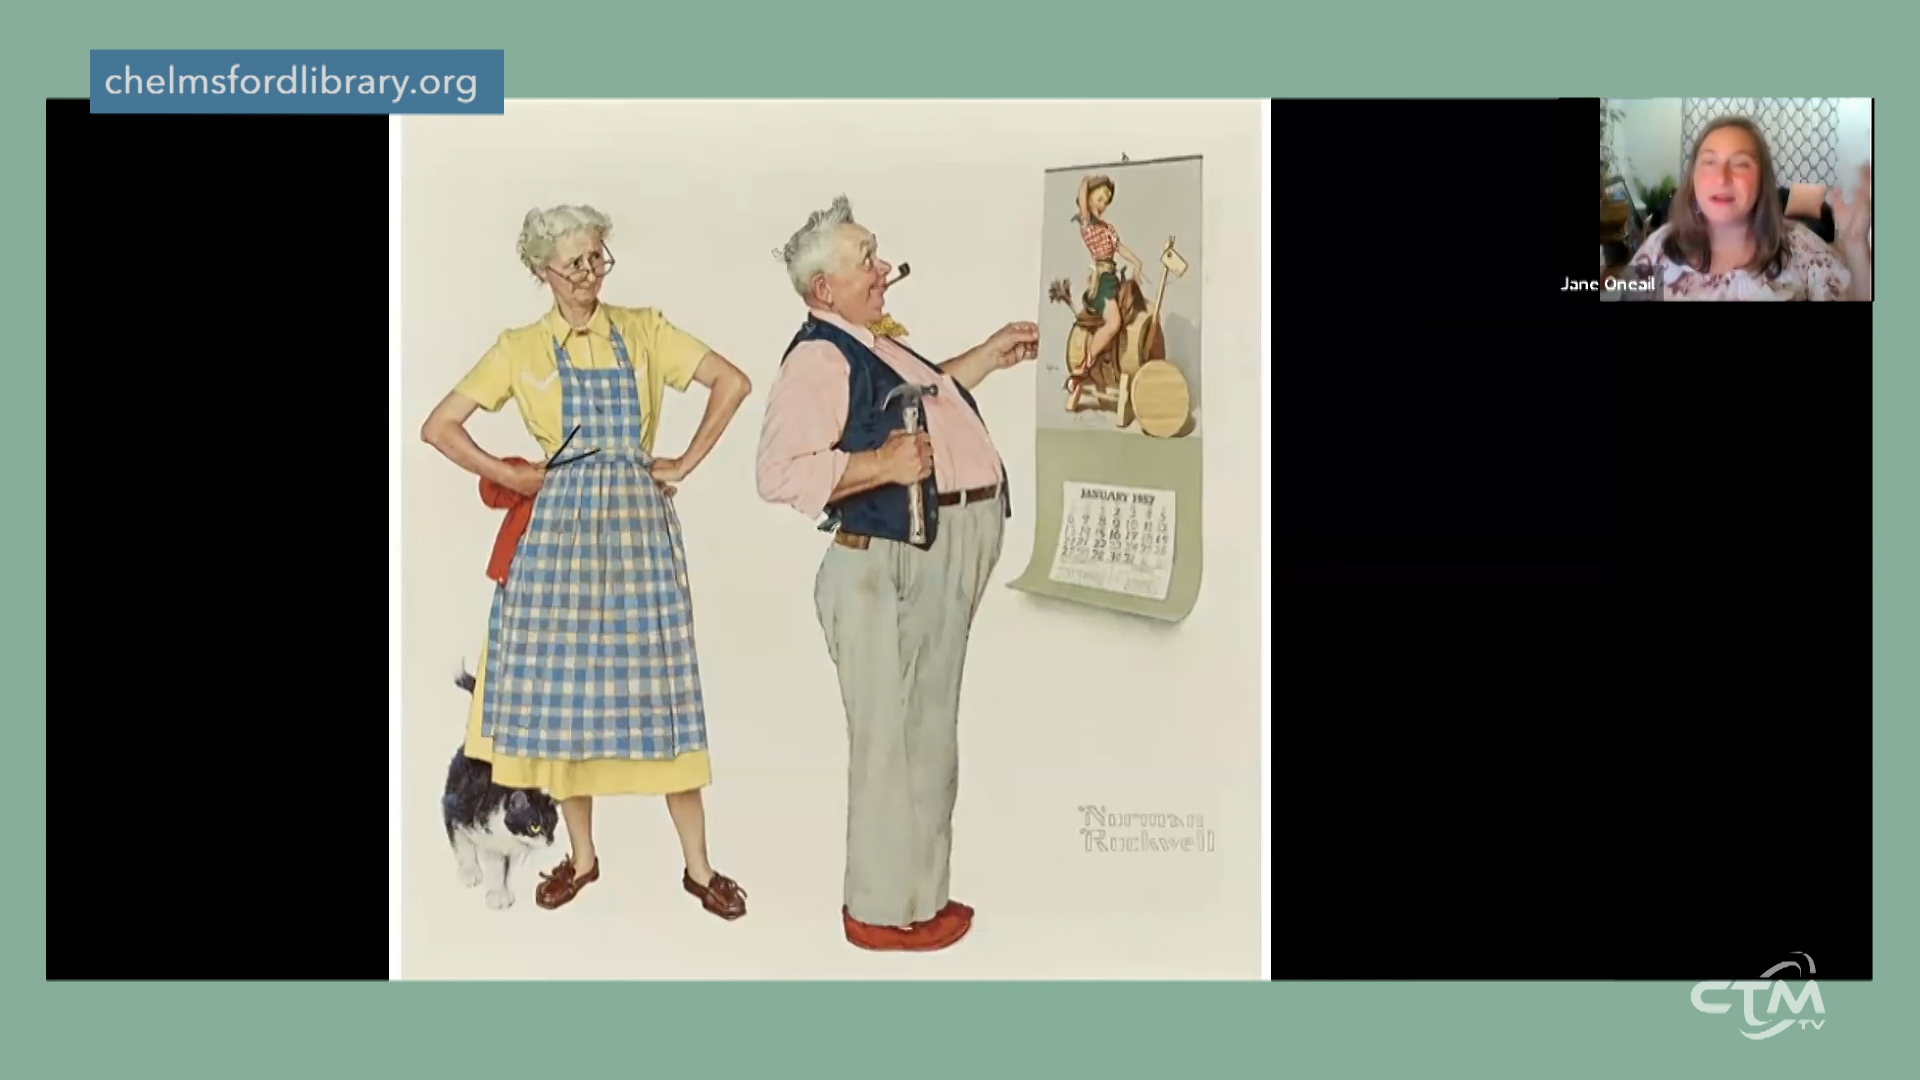 chelmsfordlibrary.org
Jane Oneail
JANUARY 1957
Norman
Rockwell
CTM
TV